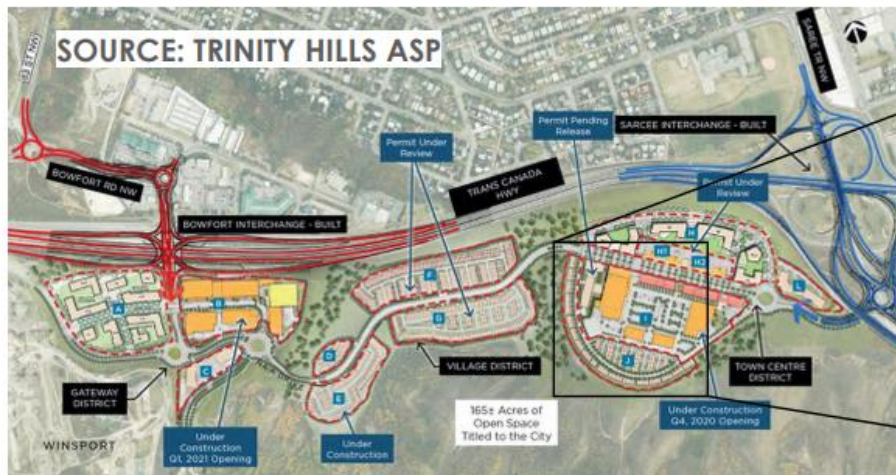 SOURCE: TRINITY HILLS ASP
83 ST NW
SARCEE TR NW
Permit Under
Review
Permit Pending
Release
SARCEE INTERCHANGE - BUILT
BOWFORT RD NW
TRANS CANADA
HWY
Permit Under
Review
BOWFORT INTERCHANGE - BUILT
H
H1
H2
F
A
B
L
G
I
D
J
C
E
VILLAGE DISTRICT
TOWN CENTRE
DISTRICT
GATEWAY
DISTRICT
165± Acres of
Open Space
Titled to the City
Under Construction
Q4, 2020 Opening
WINSPORT
Under
Construction
Q1, 2021 Opening
Under
Construction